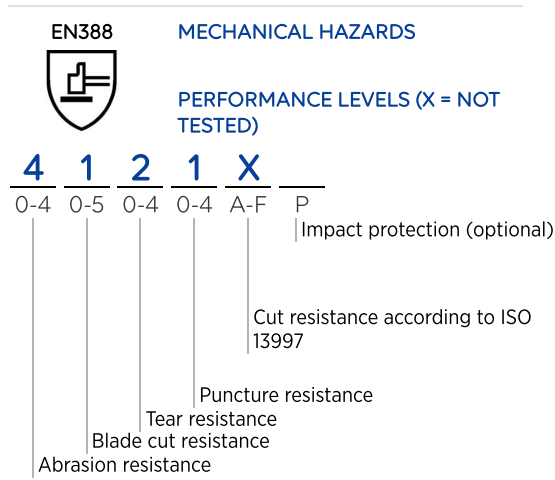 EN388
MECHANICAL HAZARDS
PERFORMANCE LEVELS (X = NOT
TESTED)
4 1 2 1 X
0-4 0-5 0-4 0-4 A-F P
Impact protection (optional)
Cut resistance according to ISO
13997
Puncture resistance
Tear resistance
Blade cut resistance
Abrasion resistance